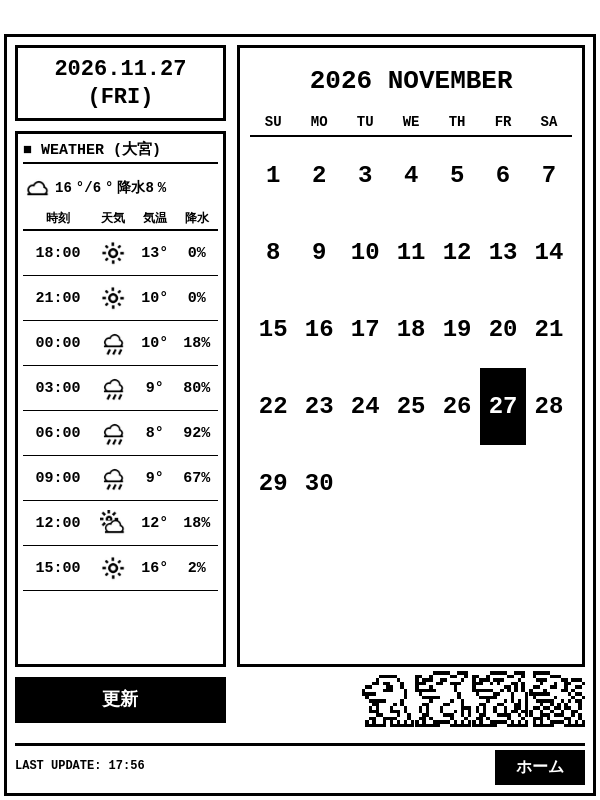 2026.11.27
(FRI)
■ WEATHER (大宮)
16°/6° 降水8%
時刻 天気 気温 降水
18:00 13° 0%
21:00 10° 0%
00:00 10° 18%
03:00 9° 80%
06:00 8° 92%
09:00 9° 67%
12:00 12° 18%
15:00 16° 2%
更新
2026 NOVEMBER
SU MO TU WE TH FR SA
1 2 3 4 5 6 7
8 9 10 11 12 13 14
15 16 17 18 19 20 21
22 23 24 25 26 27 28
29 30
LAST UPDATE: 17:56
ホーム